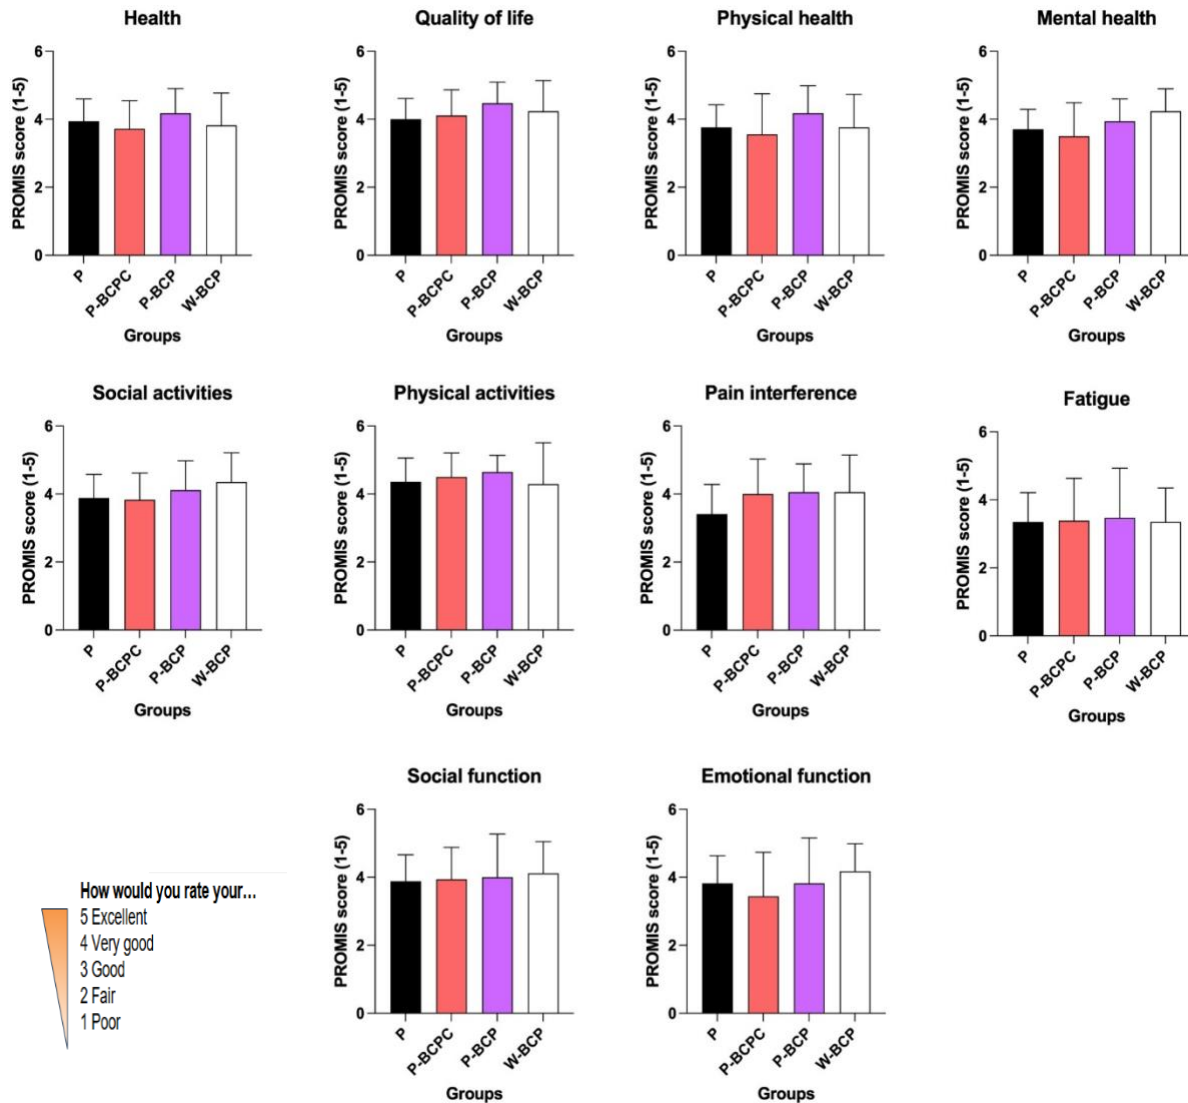 Health
PROMIS score (1-5)
6
4
2
0
P
P-BCPC
P-BCP
W-BCP
Groups
Quality of life
PROMIS score (1-5)
6
4
2
0
P
P-BCPC
P-BCP
W-BCP
Groups
Physical health
PROMIS score (1-5)
6
4
2
0
P
P-BCPC
P-BCP
W-BCP
Groups
Mental health
PROMIS score (1-5)
6
4
2
0
P
P-BCPC
P-BCP
W-BCP
Groups
Social activities
PROMIS score (1-5)
6
4
2
0
P
P-BCPC
P-BCP
W-BCP
Groups
Physical activities
PROMIS score (1-5)
6
4
2
0
P
P-BCPC
P-BCP
W-BCP
Groups
Pain interference
PROMIS score (1-5)
6
4
2
0
P
P-BCPC
P-BCP
W-BCP
Groups
Fatigue
PROMIS score (1-5)
6
4
2
0
P
P-BCPC
P-BCP
W-BCP
Groups
How would you rate your...
5 Excellent
4 Very good
3 Good
2 Fair
1 Poor
Social function
PROMIS score (1-5)
6
4
2
0
P
P-BCPC
P-BCP
W-BCP
Groups
Emotional function
PROMIS score (1-5)
6
4
2
0
P
P-BCPC
P-BCP
W-BCP
Groups